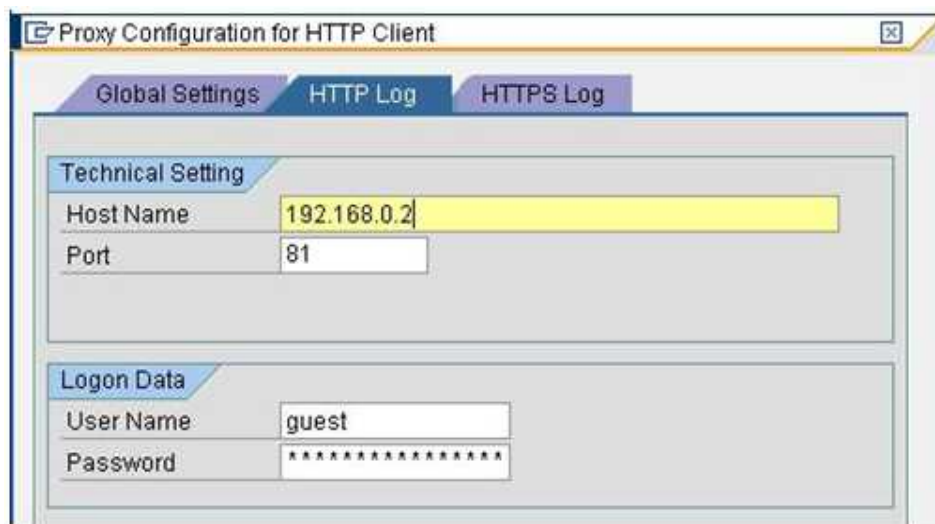 Proxy Configuration for HTTP Client
Global Settings HTTP Log HTTPS Log
Technical Setting
Host Name 192.168.0.2
Port 81
Logon Data
User Name guest
Password ****************